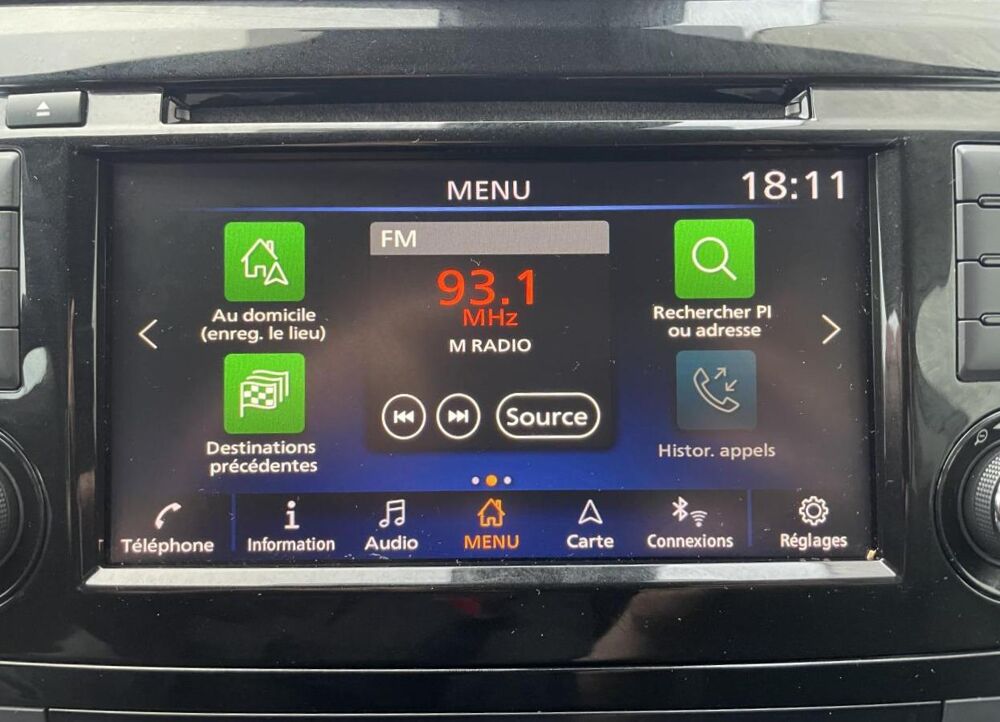 MENU
18:11
FM
93.1
MHz
M RADIO
Source
Au domicile
(enreg. le lieu)
Destinations
précédentes
Rechercher PI
ou adresse
Histor. appels
Téléphone
Information
Audio
MENU
Carte
Connexions
Réglages